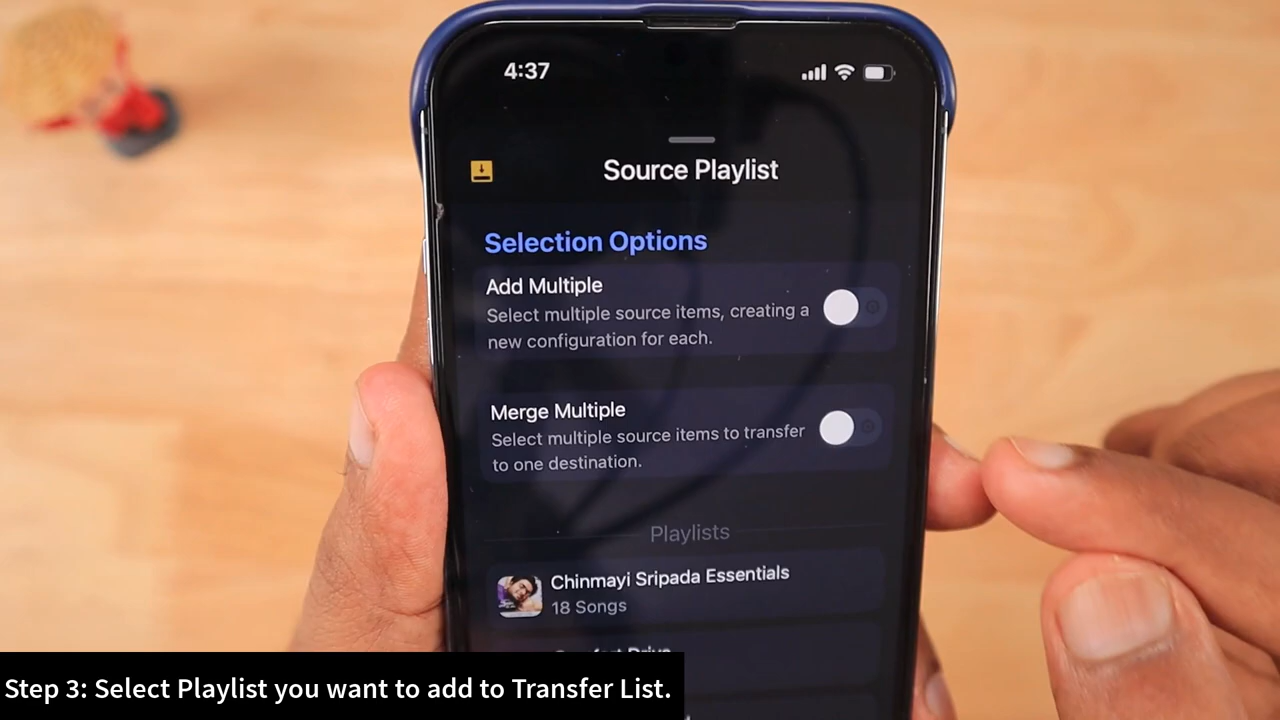 4:37
Source Playlist
Selection Options
Add Multiple
Select multiple source items, creating a
new configuration for each.
Merge Multiple
Select multiple source items to transfer
to one destination.
Playlists
Chinmayi Sripada Essentials
18 Songs
Step 3: Select Playlist you want to add to Transfer List.